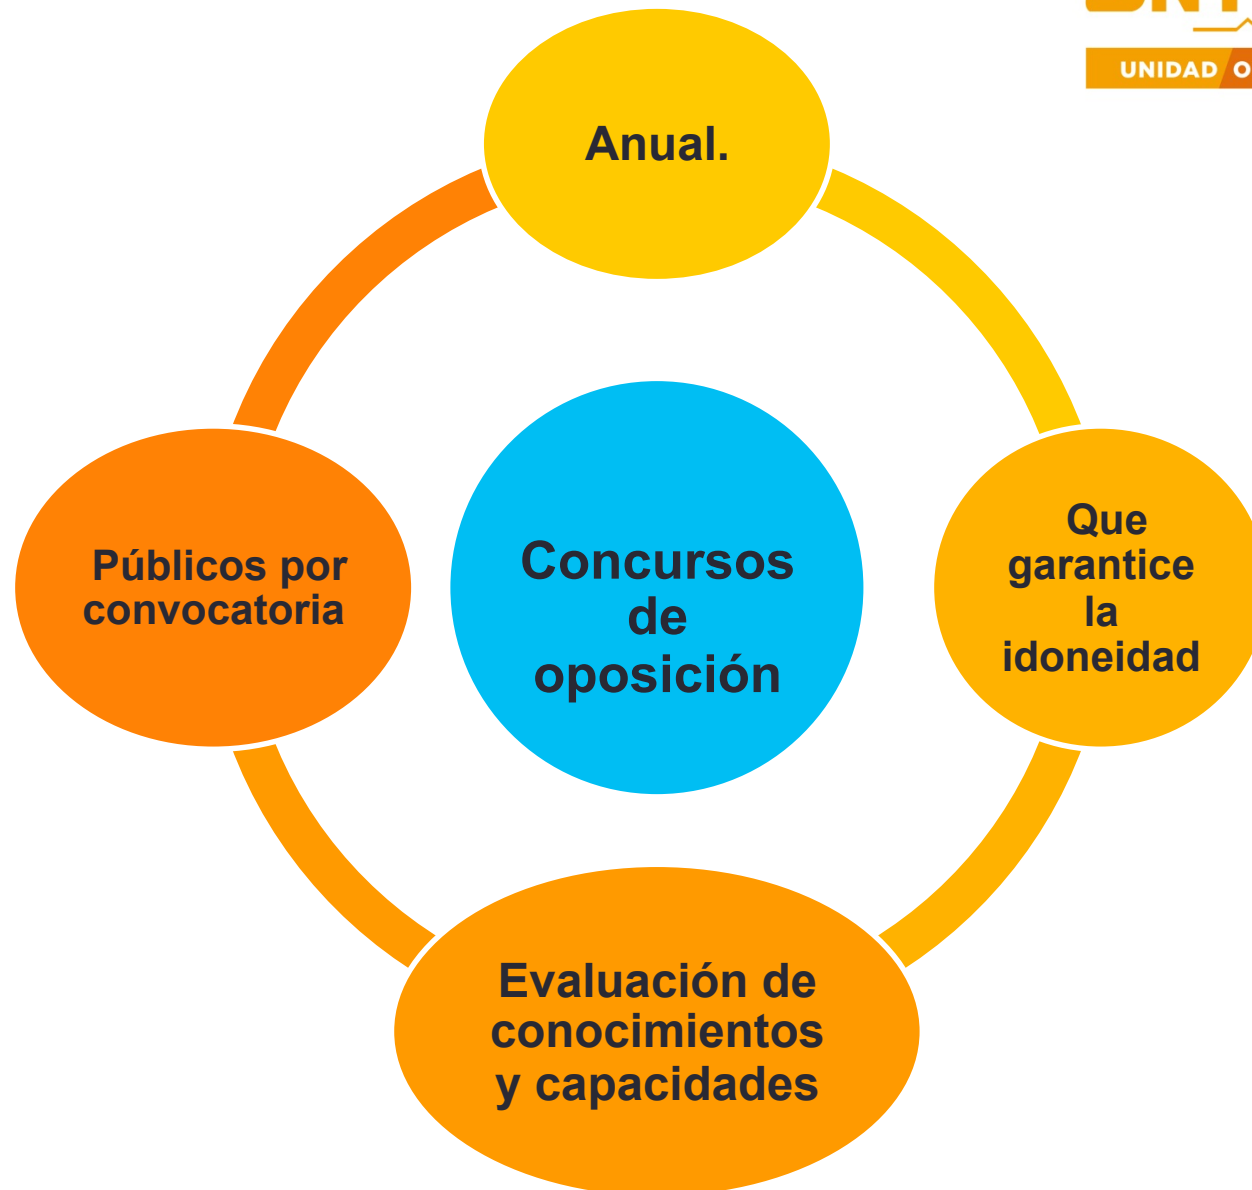 UNIDAD
Anual.
Que
garantice
la
idoneidad
Públicos por
convocatoria
Concursos
de
oposición
Evaluación de
conocimientos
y capacidades